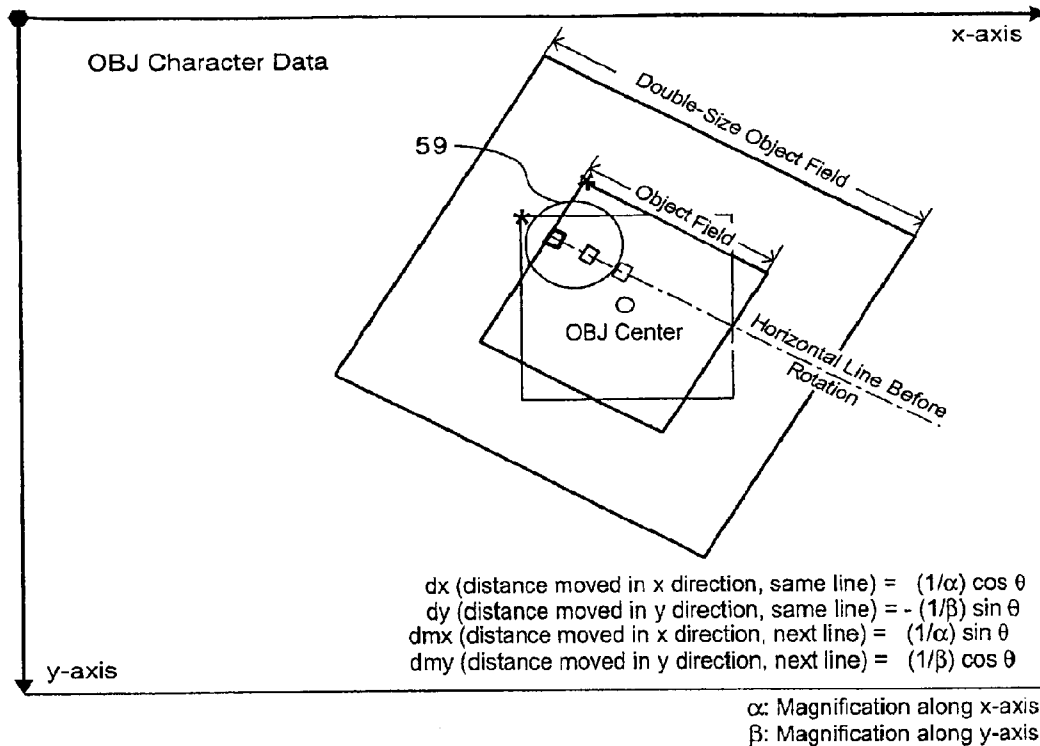 x-axis
OBJ Character Data
Double-Size Object Field
59
Object Field
OBJ Center
Horizontal Line Before
Rotation
dx (distance moved in x direction, same line) = (1/α) cos θ
dy (distance moved in y direction, same line) = - (1/β) sin θ
dmx (distance moved in x direction, next line) = (1/α) sin θ
dmy (distance moved in y direction, next line) = (1/β) cos θ
y-axis
α: Magnification along x-axis
β: Magnification along y-axis